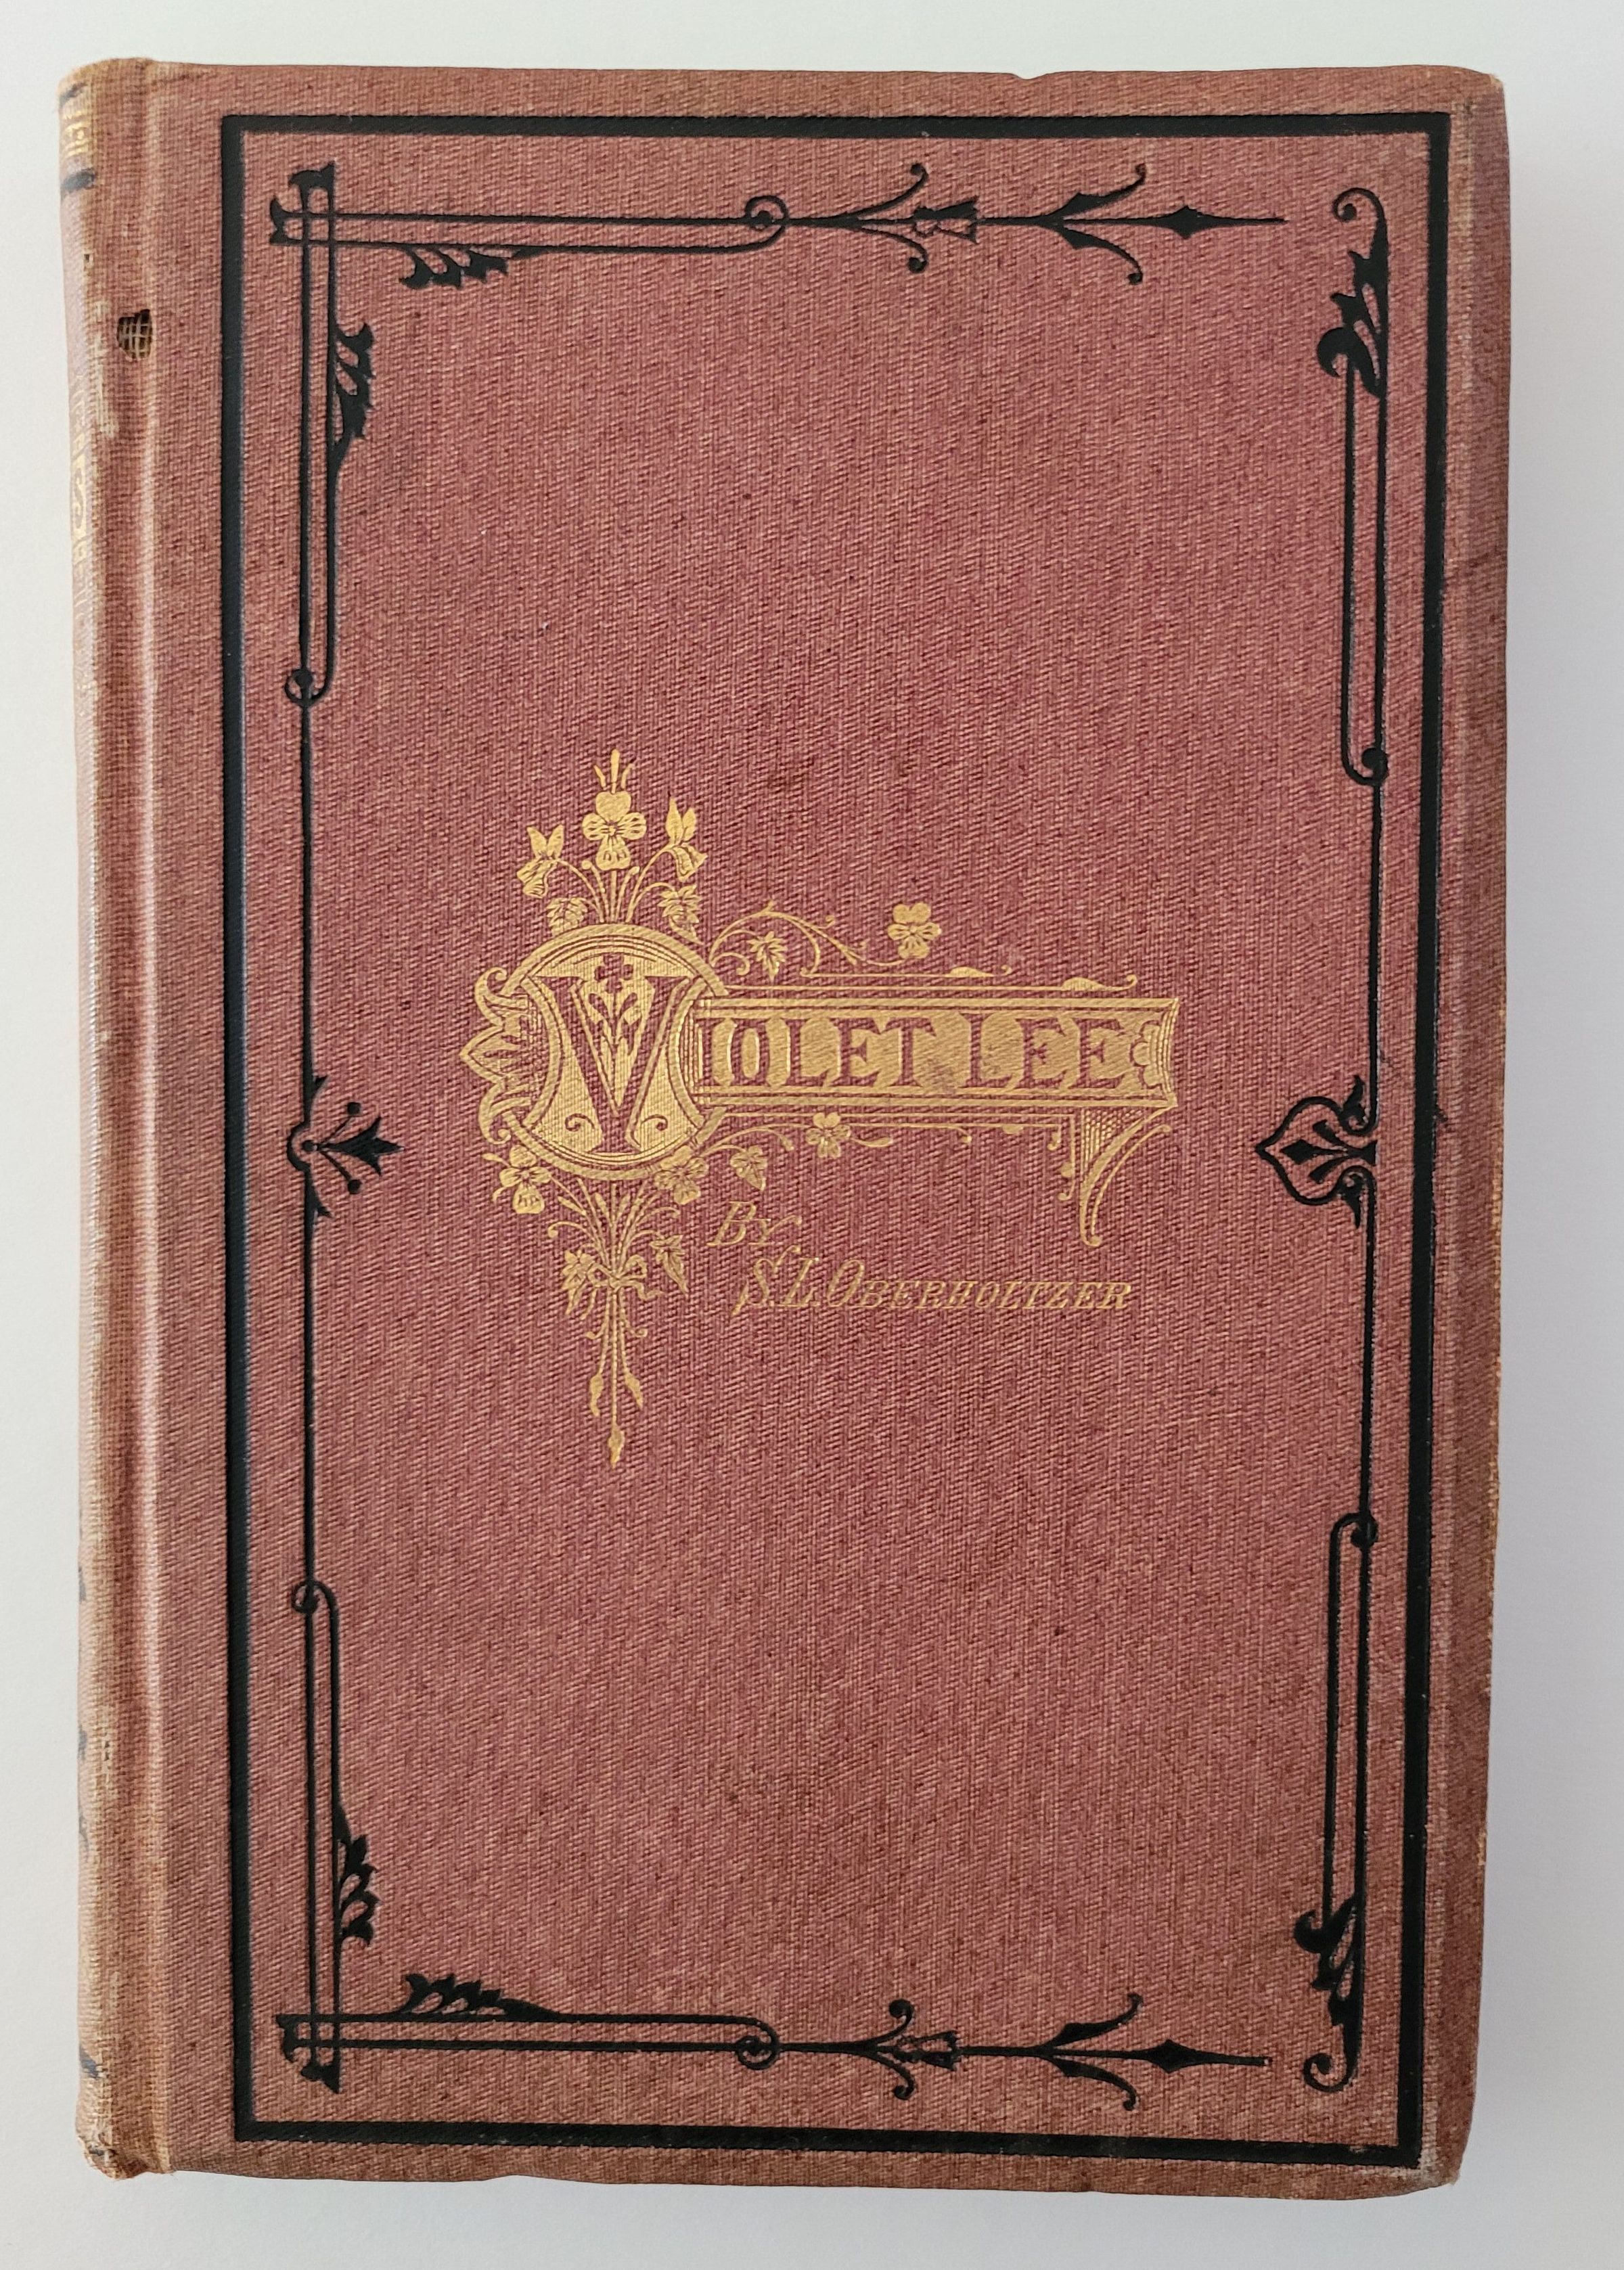 VIOLET LEE
BY
S. L. OBERHOLTZER